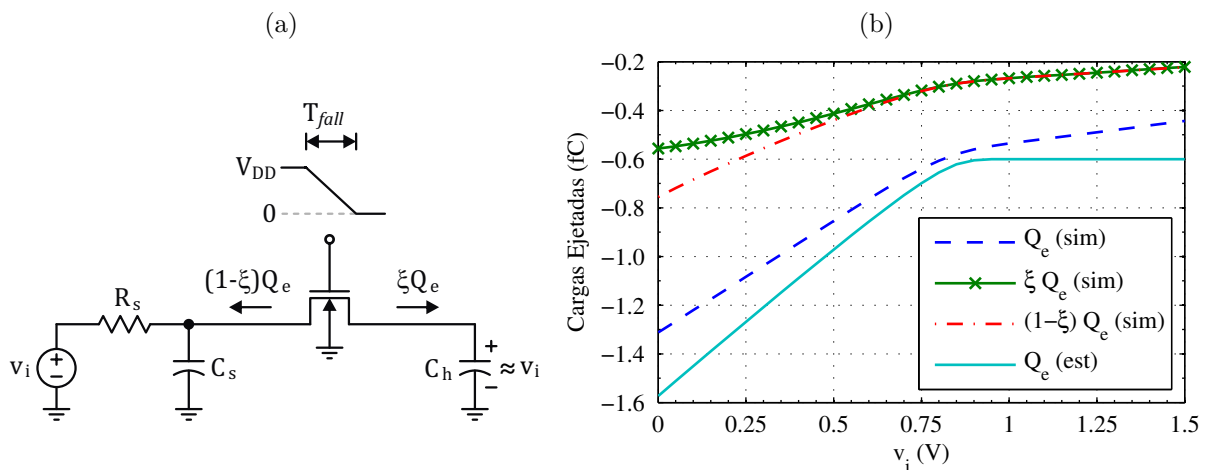 (a)
T_fall
V_DD
0
(1-ξ)Q_e
ξQ_e
R_s
v_i
+
−
C_s
C_h
+
−
≈ v_i
(b)
Cargas Ejetadas (fC)
−0.2
−0.4
−0.6
−0.8
−1.0
−1.2
−1.4
−1.6
0
0.25
0.5
0.75
1
1.25
1.5
v_i (V)
Q_e (sim)
ξ Q_e (sim)
(1−ξ) Q_e (sim)
Q_e (est)